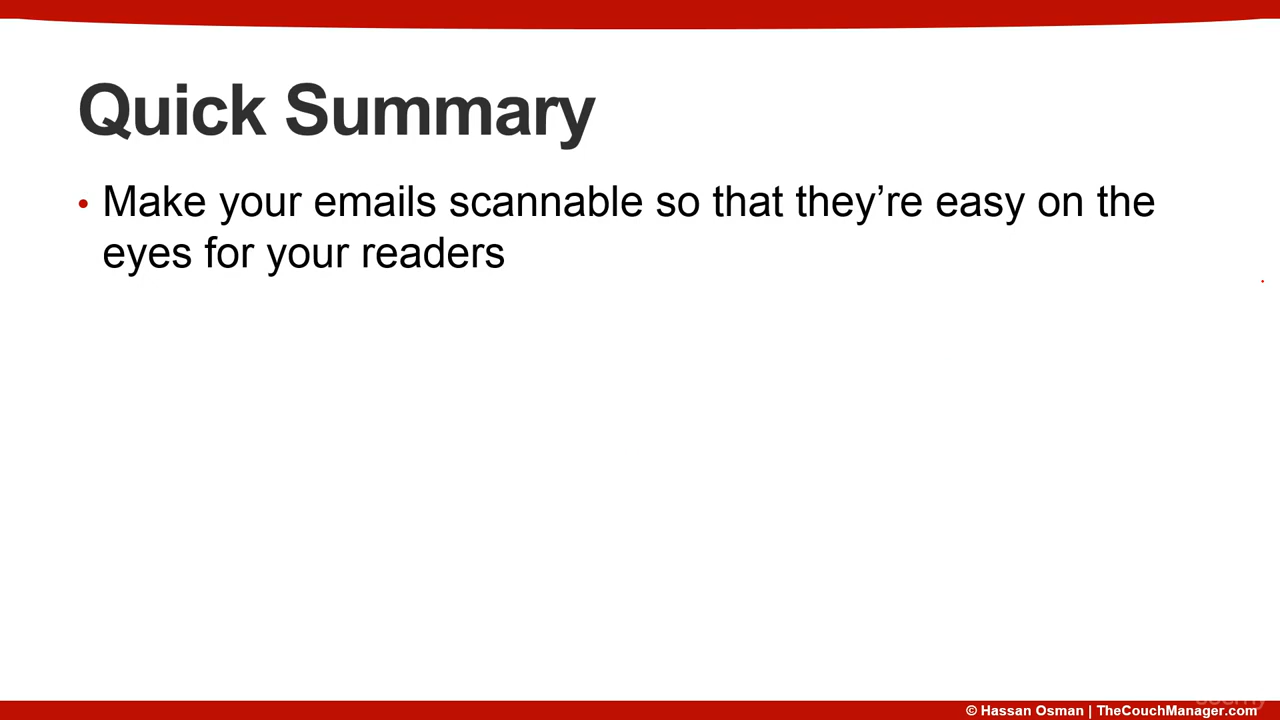 Quick Summary
• Make your emails scannable so that they’re easy on the
eyes for your readers
© Hassan Osman | TheCouchManager.com